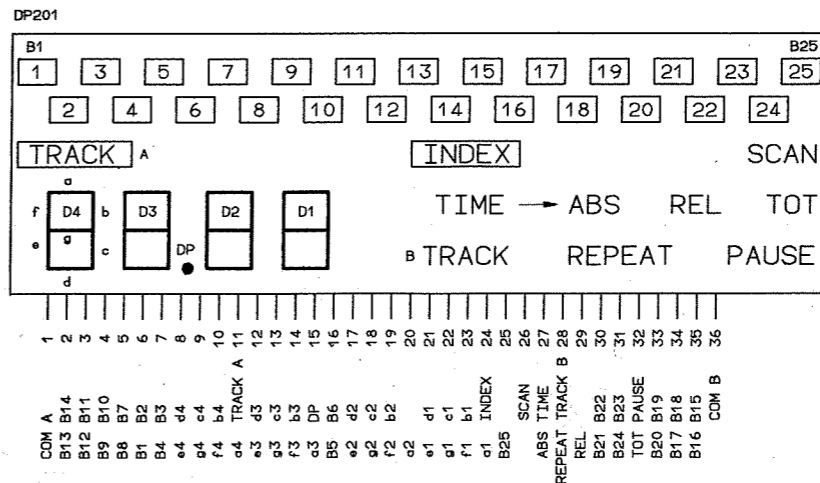 DP201
B1 B25
1 3 5 7 9 11 13 15 17 19 21 23 25
2 4 6 8 10 12 14 16 18 20 22 24
TRACK A INDEX SCAN
a
f D4 b D3 D2 D1 TIME → ABS REL TOT
e g c DP B TRACK REPEAT PAUSE
d
1 2 3 4 5 6 7 8 9 10 11 12 13 14 15 16 17 18 19 20 21 22 23 24 25 26 27 28 29 30 31 32 33 34 35 36
COM A
B13 B14
B12 B11
B9 B10
B8 B7
B1 B2
B4 B3
e4 d4
g4 c4
f4 b4
a4 TRACK A
e3 d3
g3 c3
f3 b3
a3 DP
B5 B6
e2 d2
g2 c2
f2 b2
a2
e1 d1
g1 c1
f1 b1
a1 INDEX
B25
SCAN
ABS TIME
REPEAT TRACK B
REL
B21 B22
B24 B23
TOT PAUSE
B20 B19
B17 B18
B16 B15
COM B